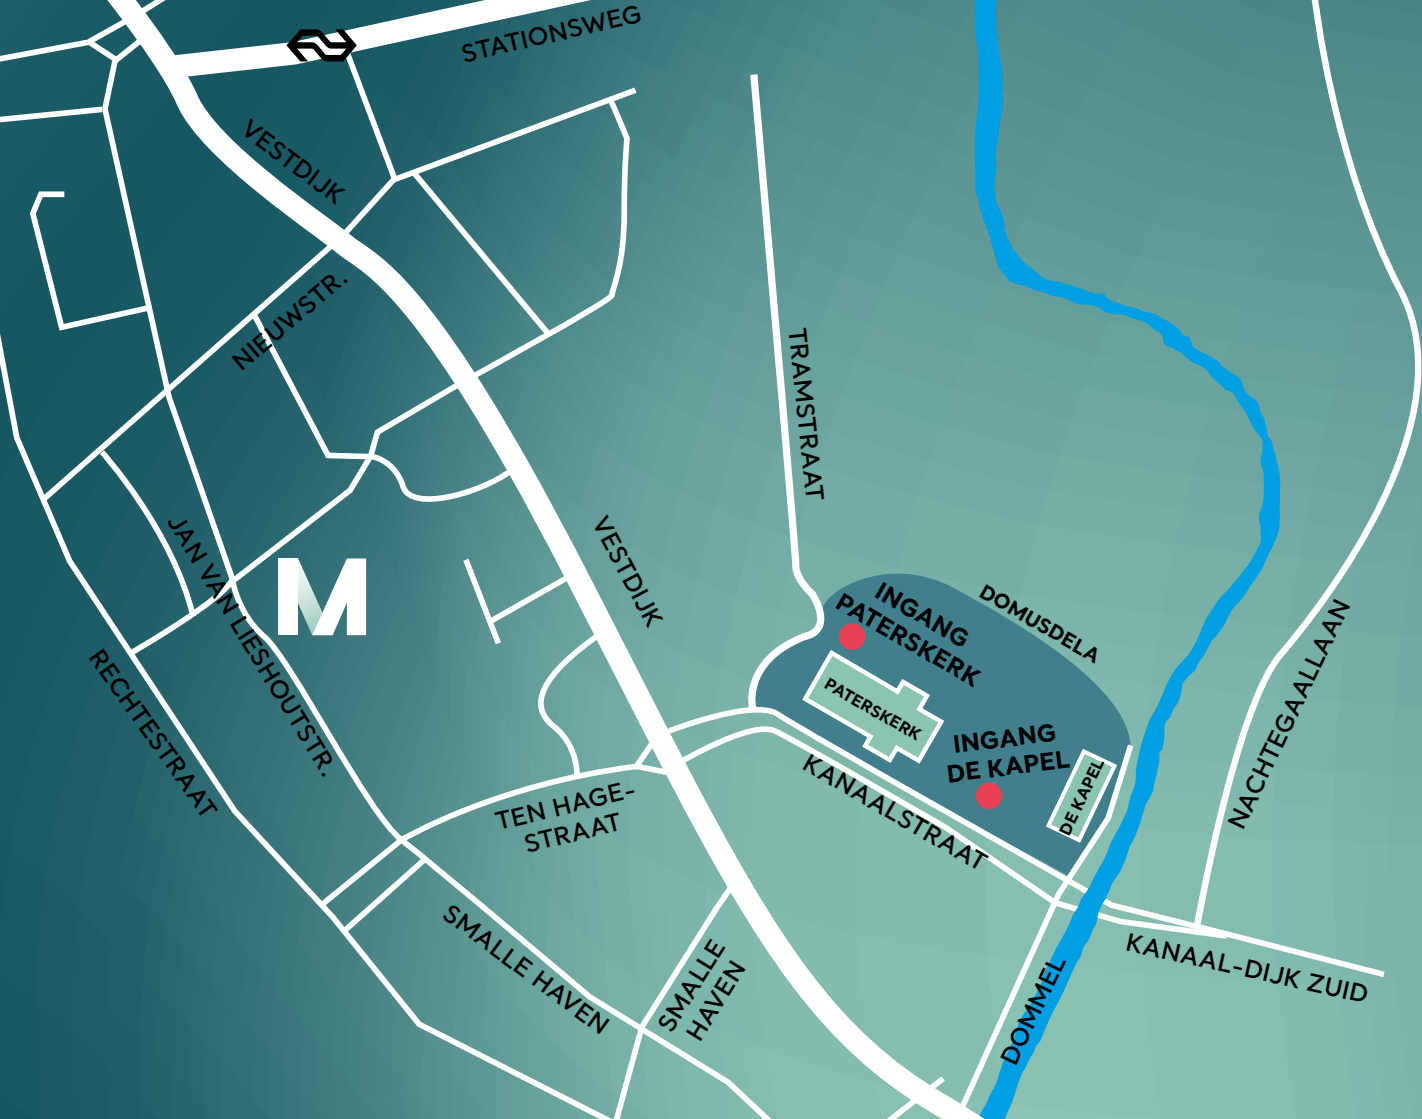 STATIONSWEG
VESTDIJK
NIEUWSTR.
TRAMSTRAAT
JAN VAN LIESHOUTSTR.
M
VESTDIJK
RECHTESTRAAT
INGANG
PATERSKERK
DOMUSDELA
PATERSKERK
INGANG
DE KAPEL
DE KAPEL
NACHTEGAALLAAN
KANAALSTRAAT
TEN HAGE-
STRAAT
SMALLE HAVEN
SMALLE
HAVEN
KANAAL-DIJK ZUID
DOMMEL